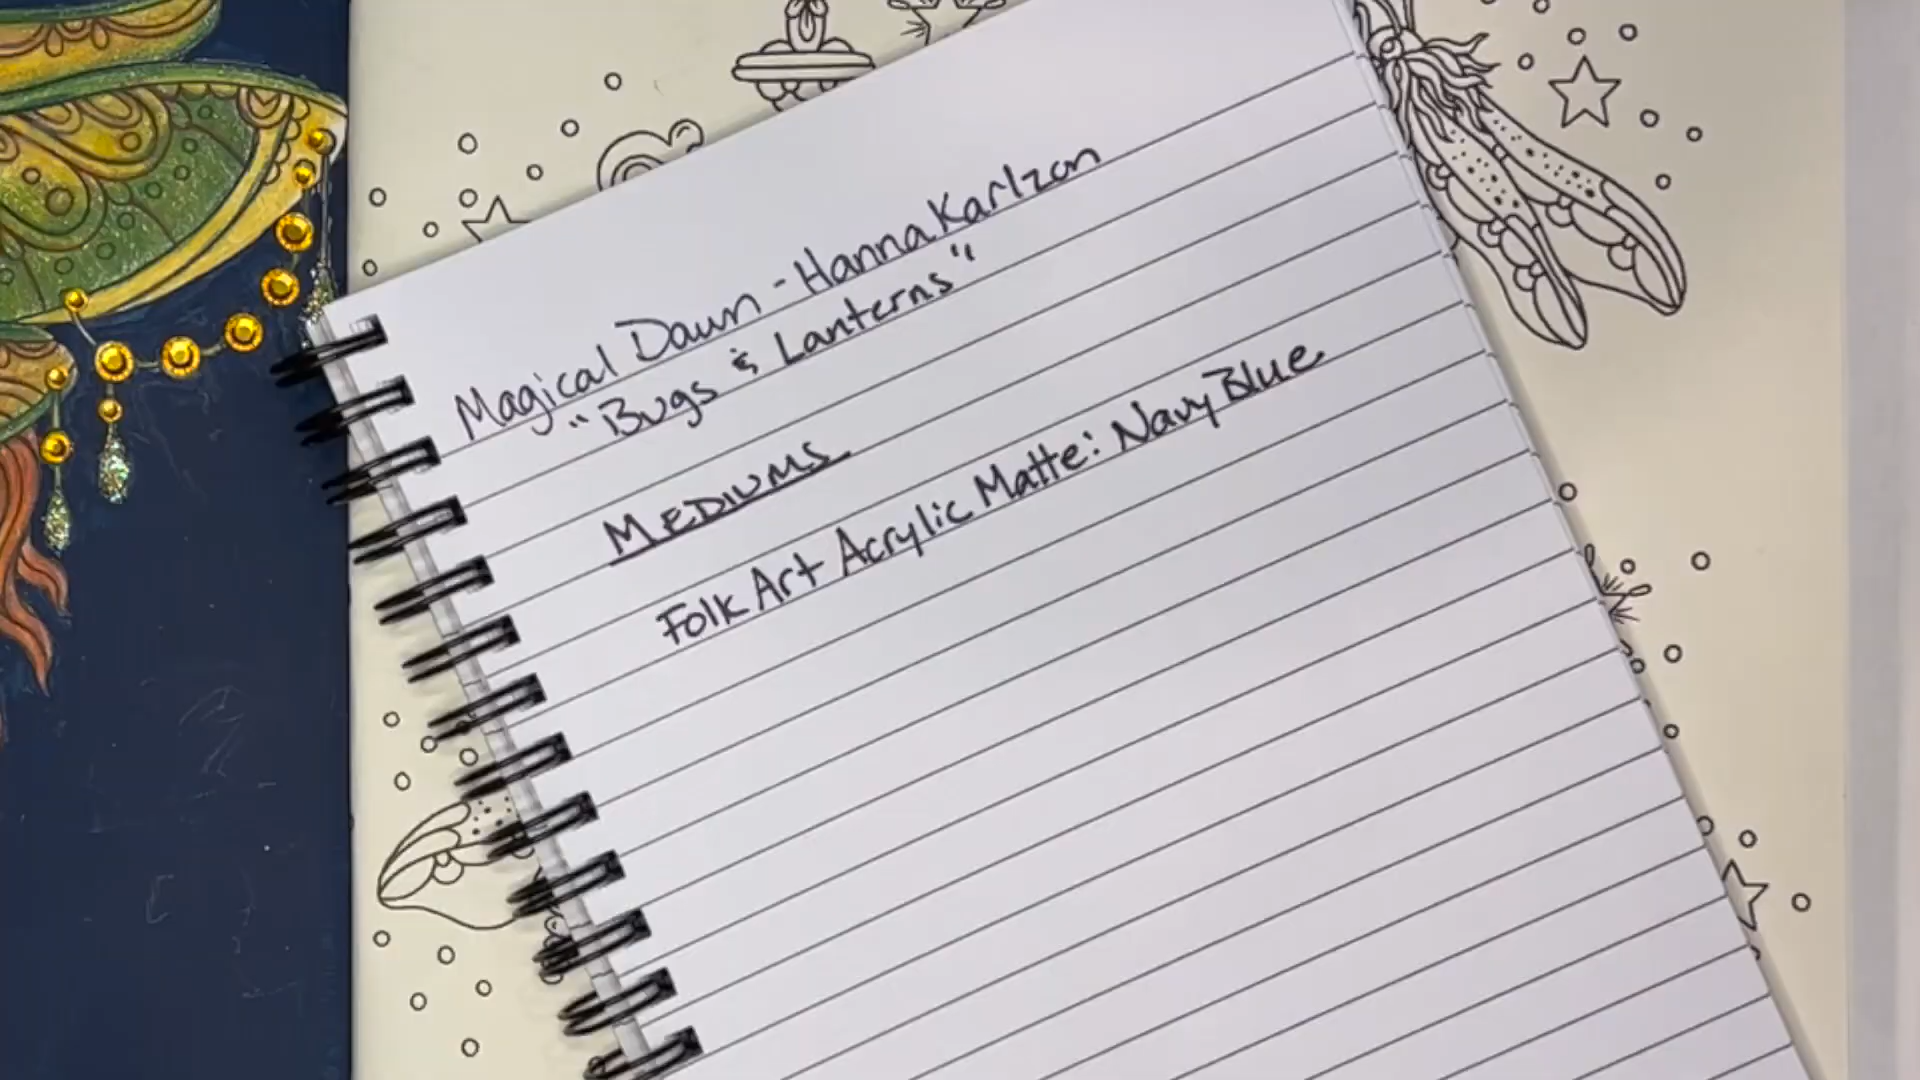 Magical Dawn - Hanna Karlzon
"Bugs & Lanterns"
MEDIUMS
Folk Art Acrylic Matte: Navy Blue